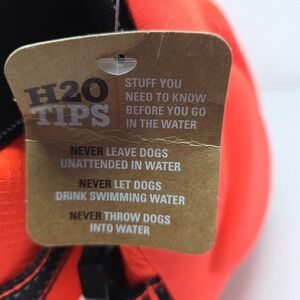 H2O
TIPS
STUFF YOU
NEED TO KNOW
BEFORE YOU GO
IN THE WATER
NEVER LEAVE DOGS
UNATTENDED IN WATER
NEVER LET DOGS
DRINK SWIMMING WATER
NEVER THROW DOGS
INTO WATER